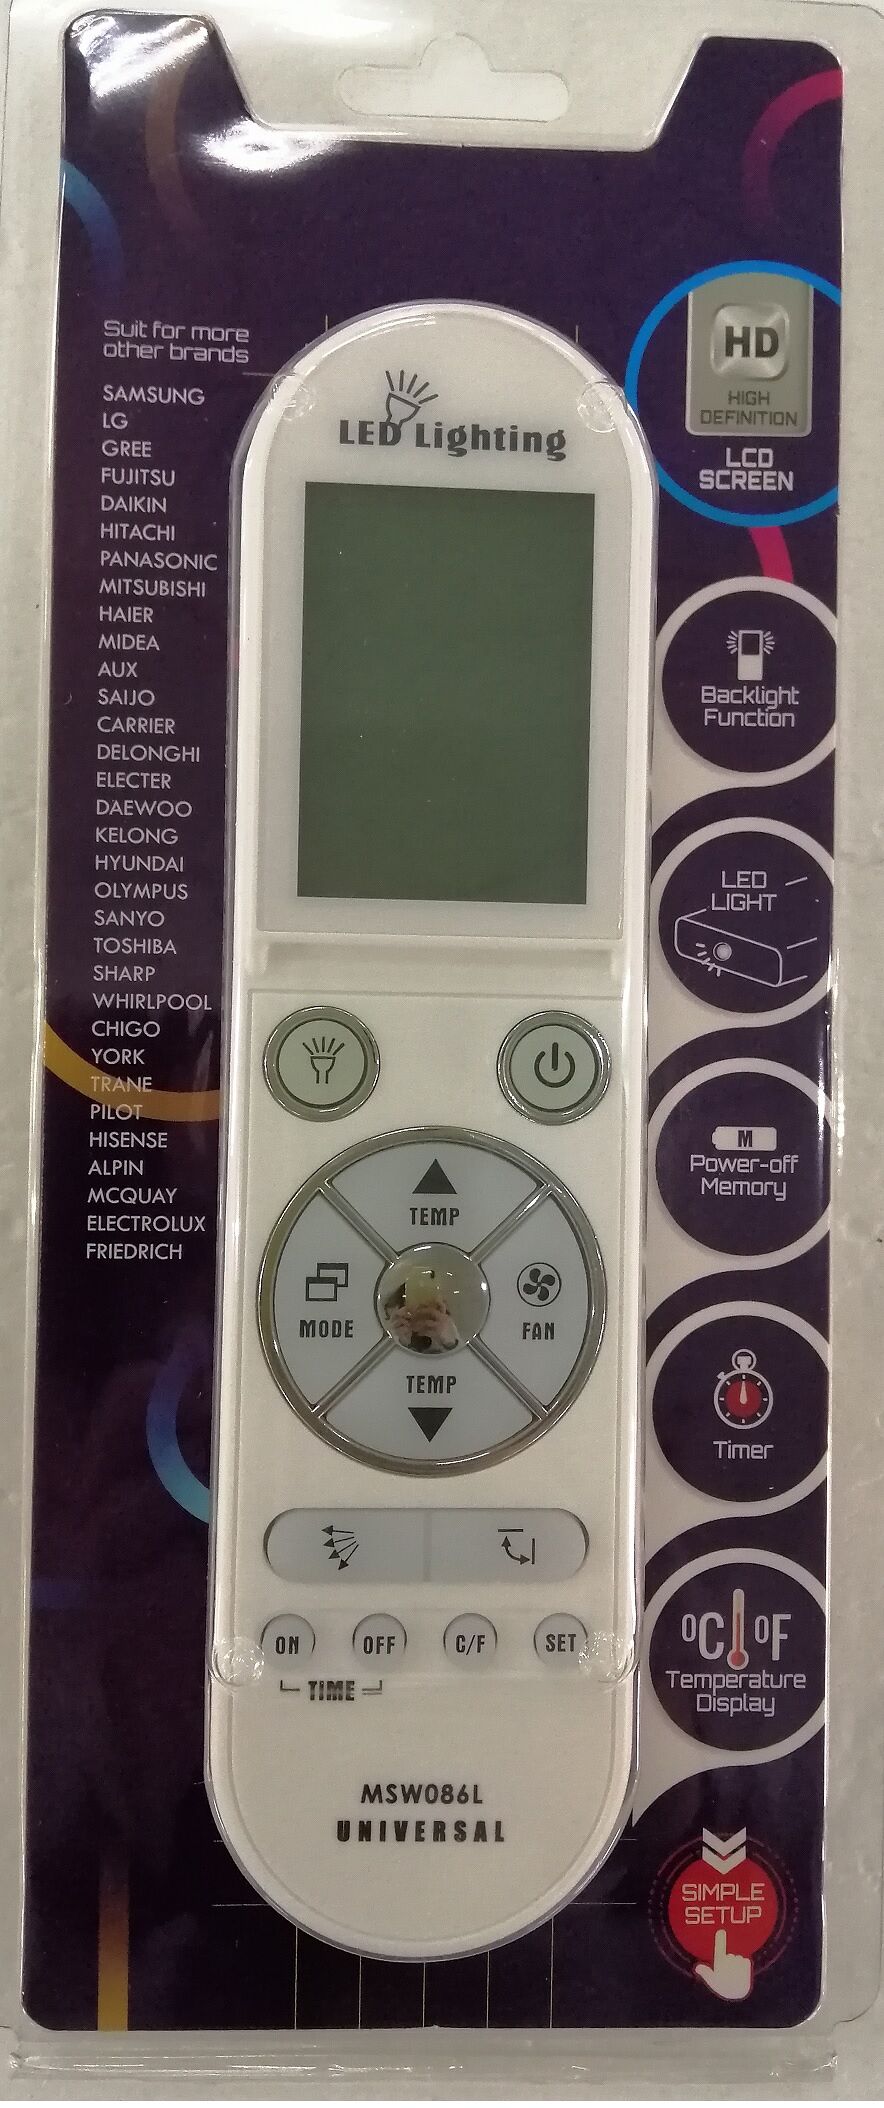 Suit for more
other brands
SAMSUNG
LG
GREE
FUJITSU
DAIKIN
HITACHI
PANASONIC
MITSUBISHI
HAIER
MIDEA
AUX
SAIJO
CARRIER
DELONGHI
ELECTER
DAEWOO
KELONG
HYUNDAI
OLYMPUS
SANYO
TOSHIBA
SHARP
WHIRLPOOL
CHIGO
YORK
TRANE
PILOT
HISENSE
ALPIN
MCQUAY
ELECTROLUX
FRIEDRICH
LED Lighting
TEMP
MODE
FAN
TEMP
ON
OFF
C/F
SET
TIME
MSW086L
UNIVERSAL
HD
HIGH
DEFINITION
LCD
SCREEN
Backlight
Function
LED
LIGHT
M
Power-off
Memory
Timer
°C °F
Temperature
Display
SIMPLE
SETUP